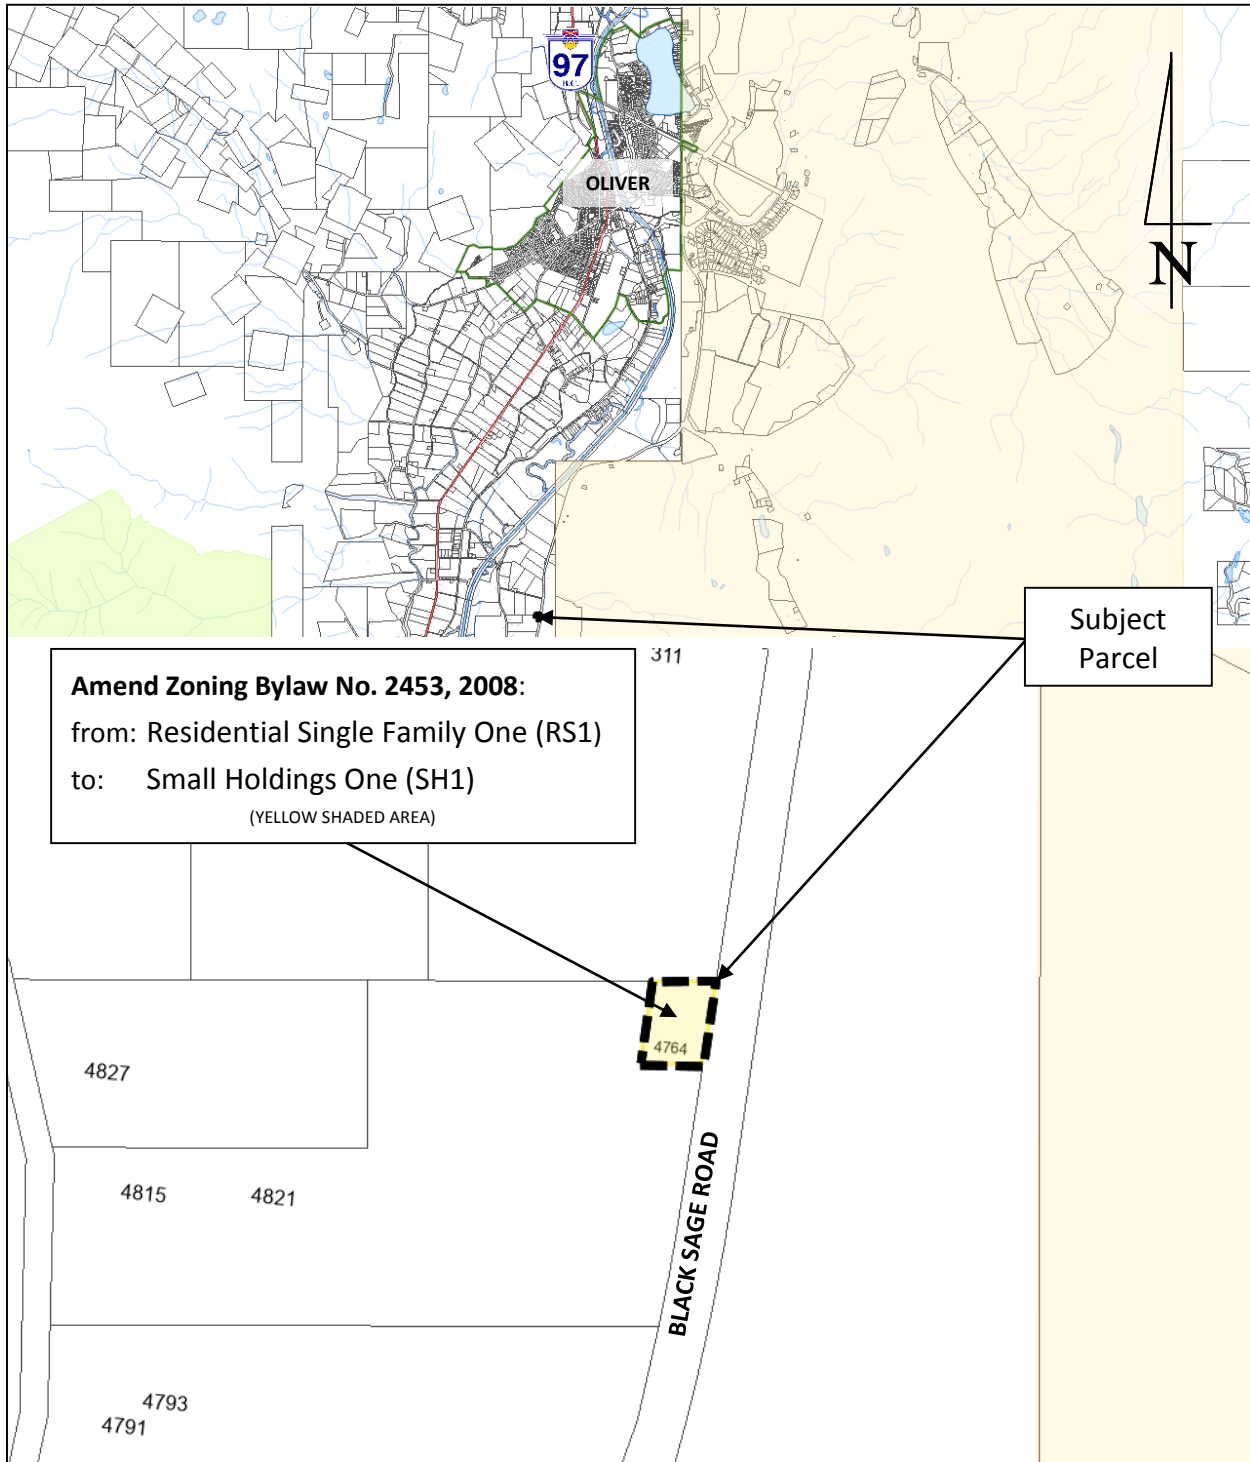 97
B.C.
OLIVER
N
Subject
Parcel
311
Amend Zoning Bylaw No. 2453, 2008:
from: Residential Single Family One (RS1)
to: Small Holdings One (SH1)
(YELLOW SHADED AREA)
4764
4827
4815
4821
BLACK SAGE ROAD
4793
4791